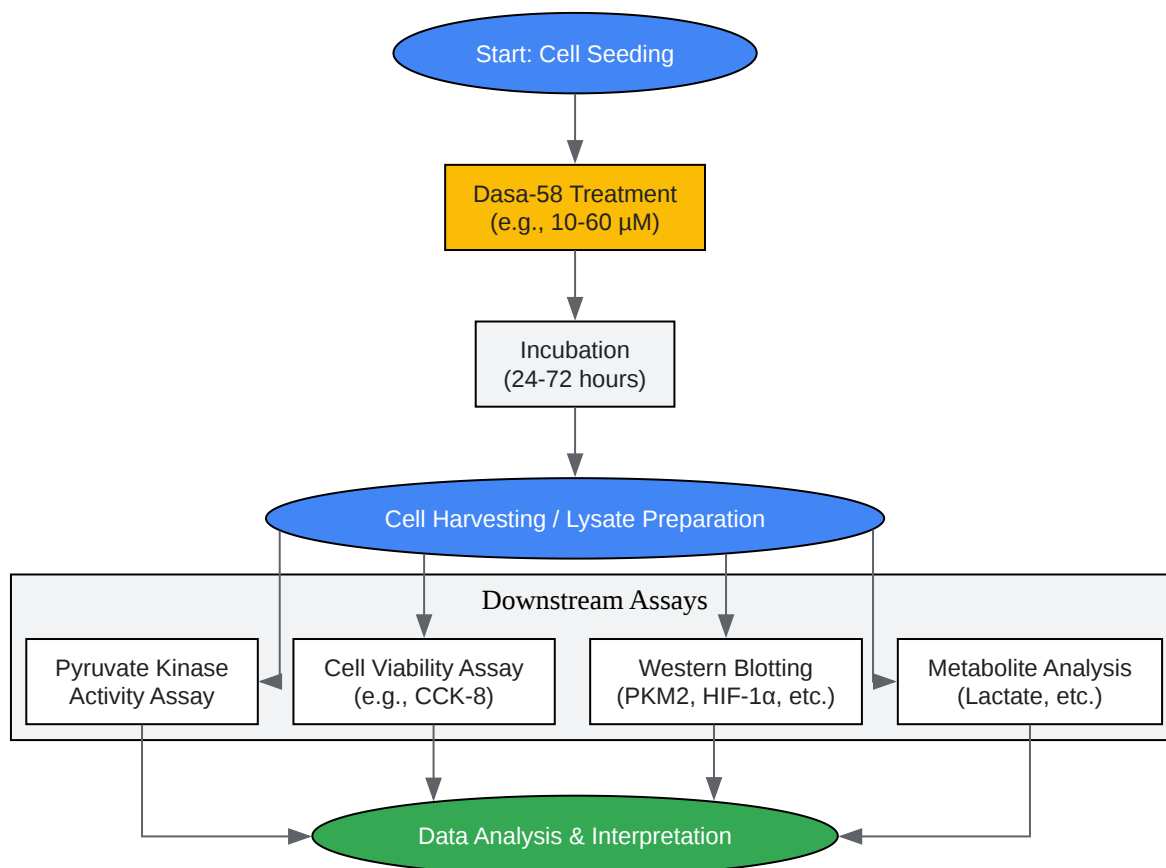 Start: Cell Seeding
Dasa-58 Treatment
(e.g., 10-60 µM)
Incubation
(24-72 hours)
Cell Harvesting / Lysate Preparation
Downstream Assays
Pyruvate Kinase
Activity Assay
Cell Viability Assay
(e.g., CCK-8)
Western Blotting
(PKM2, HIF-1α, etc.)
Metabolite Analysis
(Lactate, etc.)
Data Analysis & Interpretation